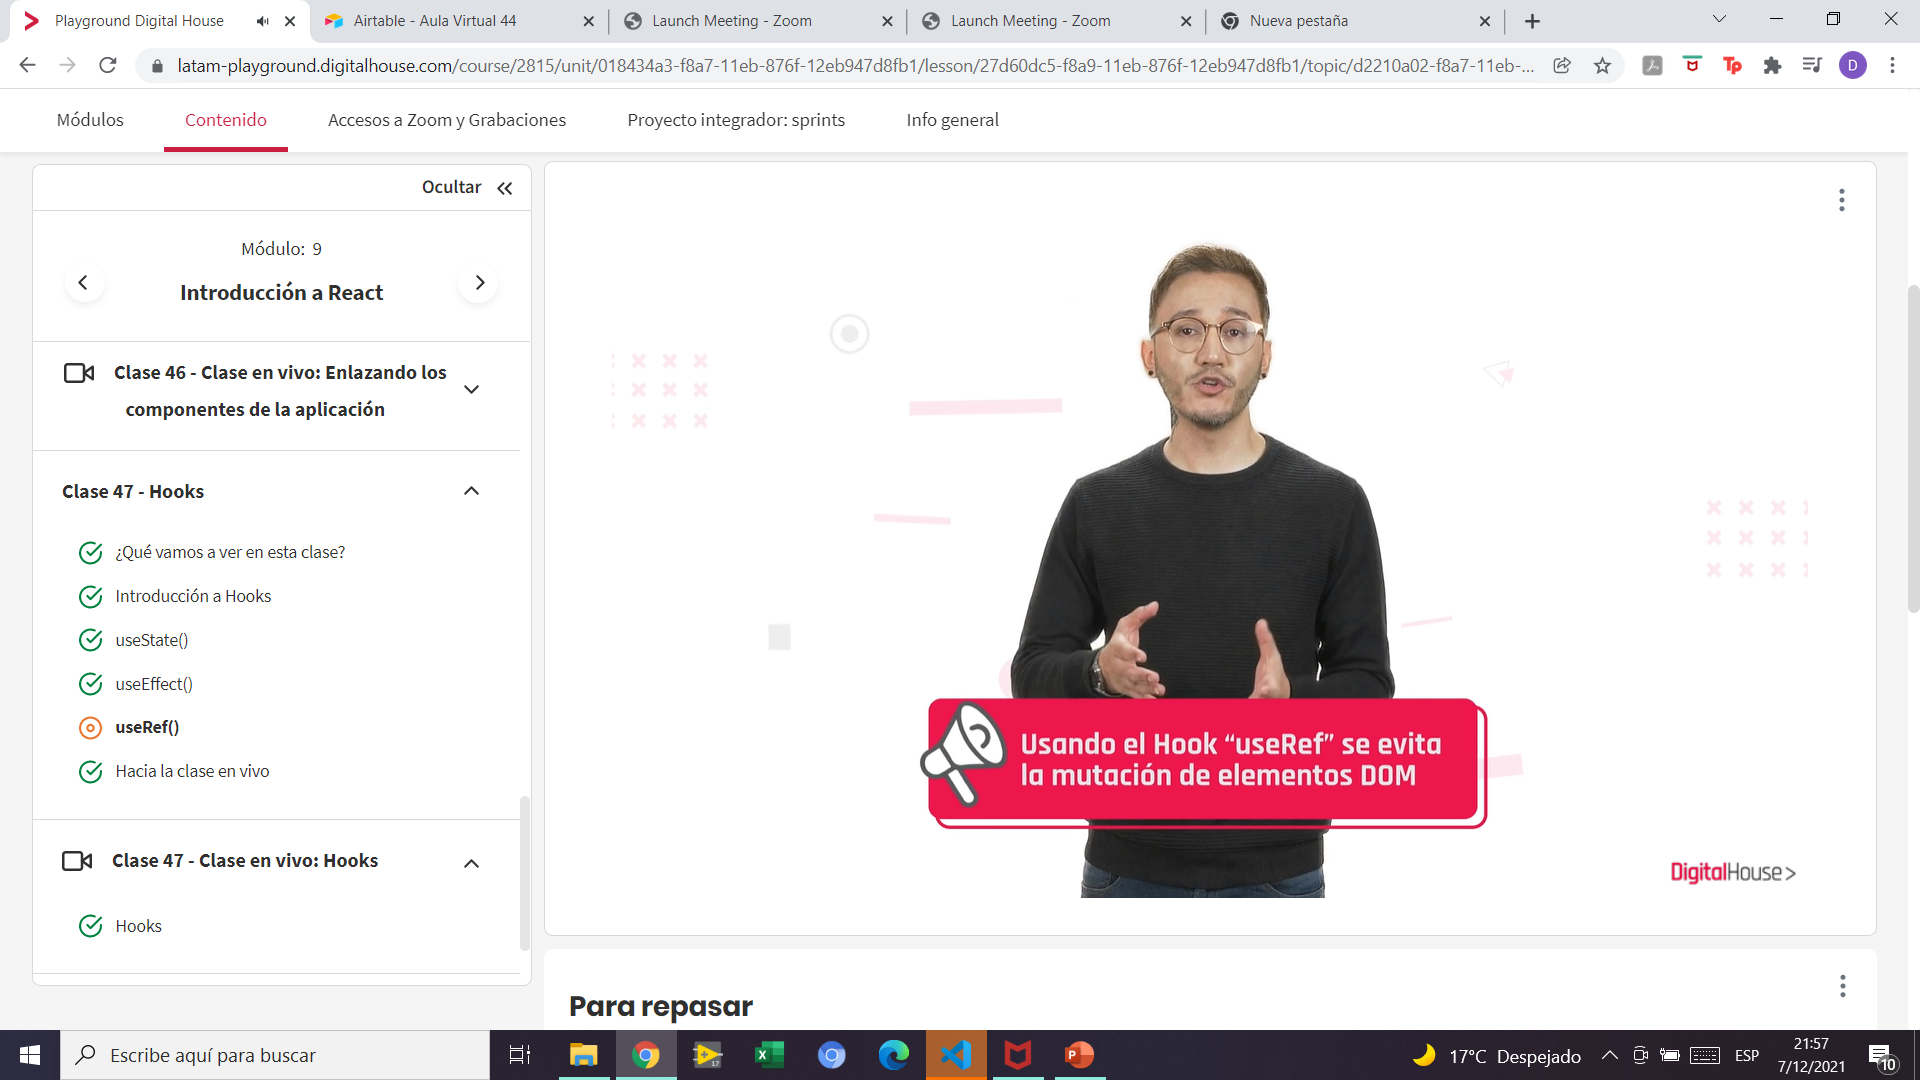 Playground Digital House
Airtable - Aula Virtual 44
Launch Meeting - Zoom
Launch Meeting - Zoom
Nueva pestaña
latam-playground.digitalhouse.com/course/2815/unit/018434a3-f8a7-11eb-876f-12eb947d8fb1/lesson/27d60dc5-f8a9-11eb-876f-12eb947d8fb1/topic/d2210a02-f8a7-11eb-...
Tp
D
Módulos
Contenido
Accesos a Zoom y Grabaciones
Proyecto integrador: sprints
Info general
Ocultar
Módulo: 9
Introducción a React
Clase 46 - Clase en vivo: Enlazando los
componentes de la aplicación
Clase 47 - Hooks
¿Qué vamos a ver en esta clase?
Introducción a Hooks
useState()
useEffect()
useRef()
Hacia la clase en vivo
Clase 47 - Clase en vivo: Hooks
Hooks
Usando el Hook “useRef” se evita
la mutación de elementos DOM
DigitalHouse>
Para repasar
Escribe aquí para buscar
17°C Despejado
ESP
21:57
7/12/2021
10